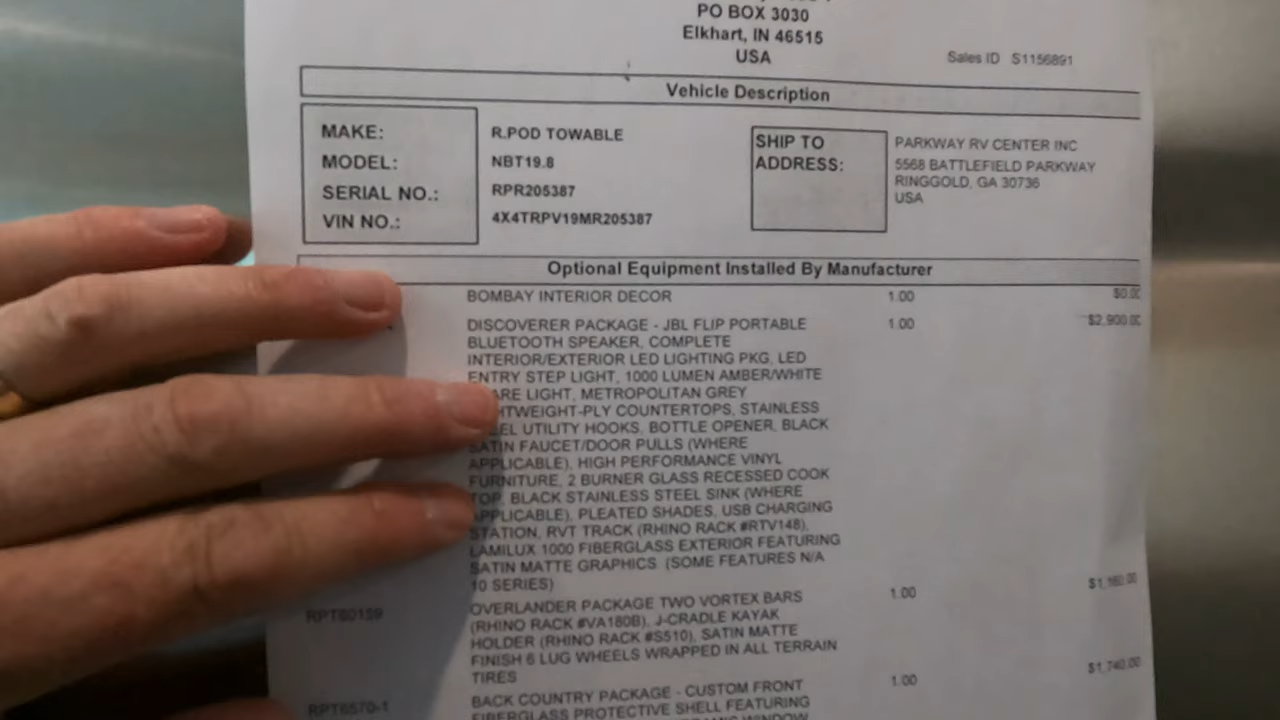 PO BOX 3030
Elkhart, IN 46515
USA
Sales ID S1156891
Vehicle Description
MAKE: R.POD TOWABLE
MODEL: NBT19.8
SERIAL NO.: RPR205387
VIN NO.: 4X4TRPV19MR205387
SHIP TO ADDRESS:
PARKWAY RV CENTER INC
5568 BATTLEFIELD PARKWAY
RINGGOLD, GA 30736
USA
Optional Equipment Installed By Manufacturer
BOMBAY INTERIOR DECOR 1.00 $0.00
DISCOVERER PACKAGE - JBL FLIP PORTABLE 1.00 $2,900.00
BLUETOOTH SPEAKER, COMPLETE
INTERIOR/EXTERIOR LED LIGHTING PKG, LED
ENTRY STEP LIGHT, 1000 LUMEN AMBER/WHITE
ARE LIGHT, METROPOLITAN GREY
HTWEIGHT-PLY COUNTERTOPS, STAINLESS
EL UTILITY HOOKS, BOTTLE OPENER, BLACK
SATIN FAUCET/DOOR PULLS (WHERE
APPLICABLE), HIGH PERFORMANCE VINYL
FURNITURE, 2 BURNER GLASS RECESSED COOK
TOP, BLACK STAINLESS STEEL SINK (WHERE
APPLICABLE), PLEATED SHADES, USB CHARGING
STATION, RVT TRACK (RHINO RACK #RTV148),
LAMILUX 1000 FIBERGLASS EXTERIOR FEATURING
SATIN MATTE GRAPHICS (SOME FEATURES N/A
10 SERIES)
RPT60159 OVERLANDER PACKAGE TWO VORTEX BARS 1.00
(RHINO RACK #VA180B), J-CRADLE KAYAK
HOLDER (RHINO RACK #S510), SATIN MATTE
FINISH 6 LUG WHEELS WRAPPED IN ALL TERRAIN
TIRES
RPT6570-1 BACK COUNTRY PACKAGE - CUSTOM FRONT 1.00 $1,740.00
FIBERGLASS PROTECTIVE SHELL FEATURING
WINDOW